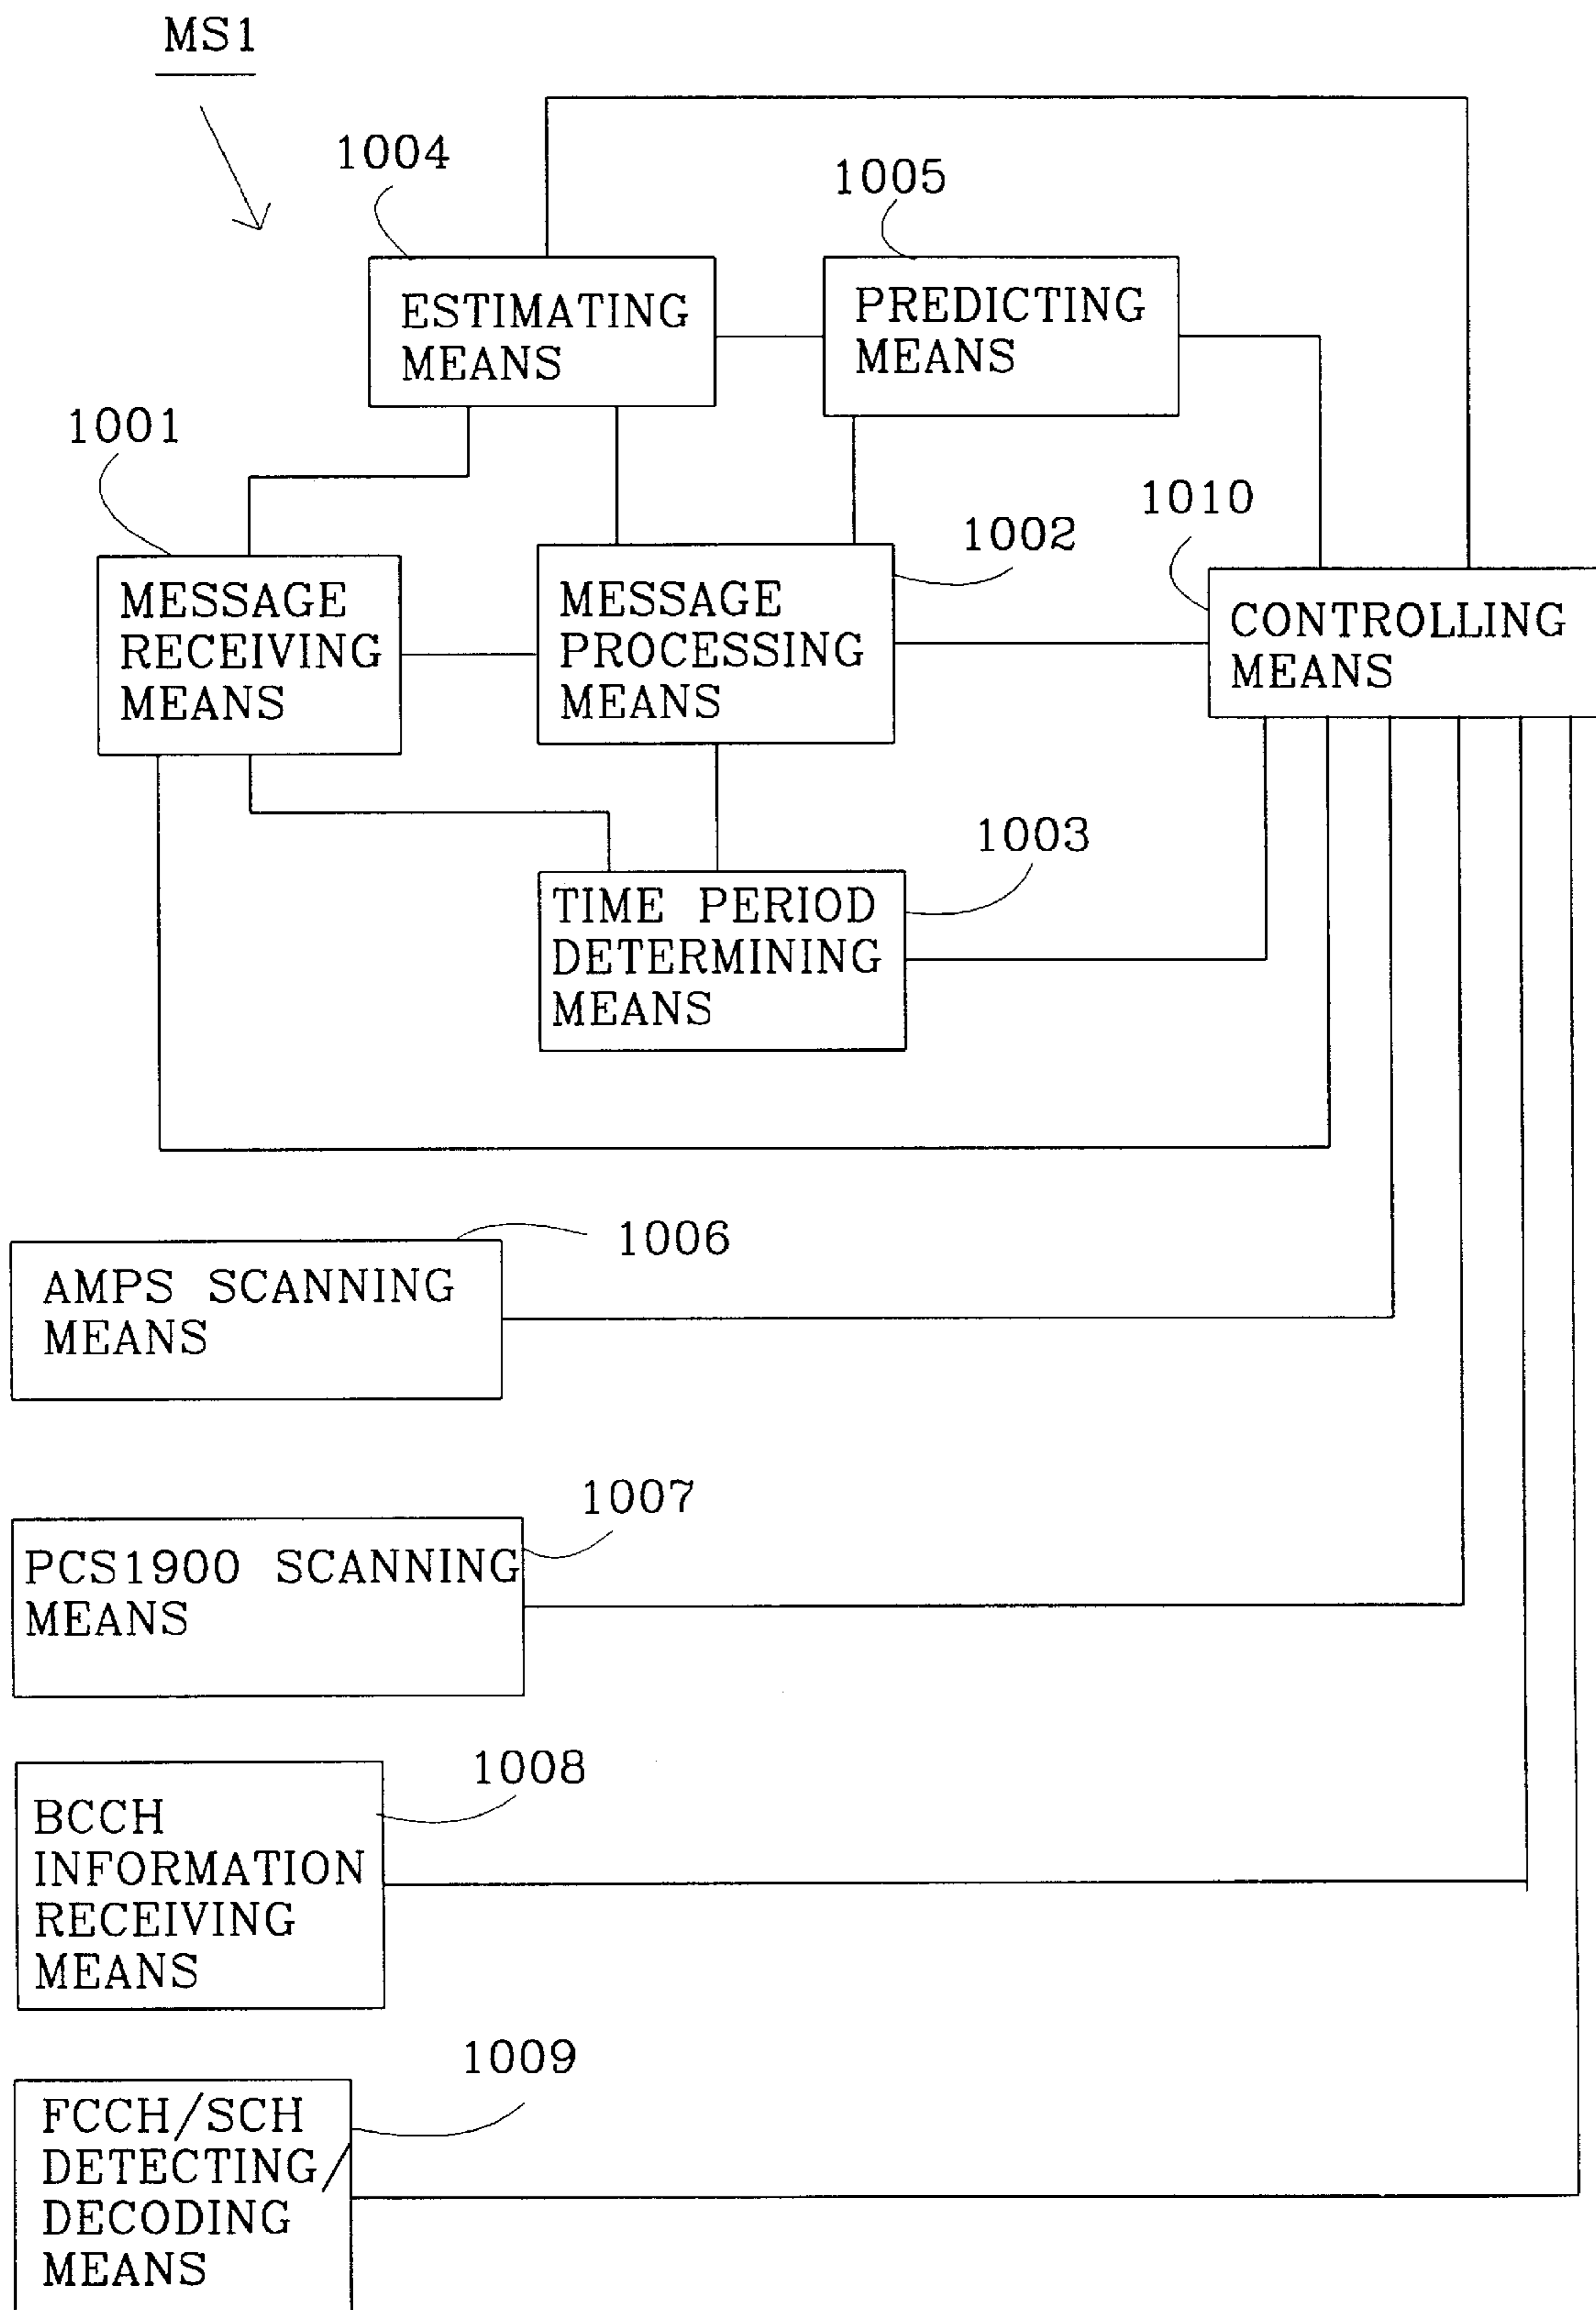 MS1
1004
1005
ESTIMATING
MEANS
PREDICTING
MEANS
1001
1010
1002
MESSAGE
RECEIVING
MEANS
MESSAGE
PROCESSING
MEANS
CONTROLLING
MEANS
1003
TIME PERIOD
DETERMINING
MEANS
1006
AMPS SCANNING
MEANS
1007
PCS1900 SCANNING
MEANS
1008
BCCH
INFORMATION
RECEIVING
MEANS
1009
FCCH/SCH
DETECTING/
DECODING
MEANS